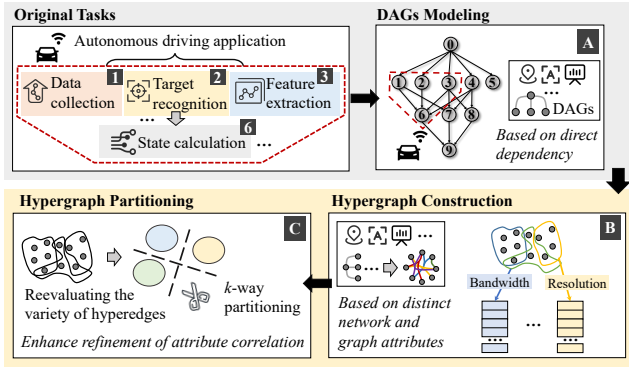 Original Tasks
Autonomous driving application
1
Data
collection
2
Target
recognition
3
Feature
extraction
...
6
State calculation
...
DAGs Modeling
A
0
1 2 3 4 5
6 7 8
9
...
DAGs
Based on direct
dependency
Hypergraph Partitioning
C
Reevaluating the
variety of hyperedges
k-way
partitioning
Enhance refinement of attribute correlation
Hypergraph Construction
B
...
...
Based on distinct
network and
graph attributes
Bandwidth
Resolution
...
... ...